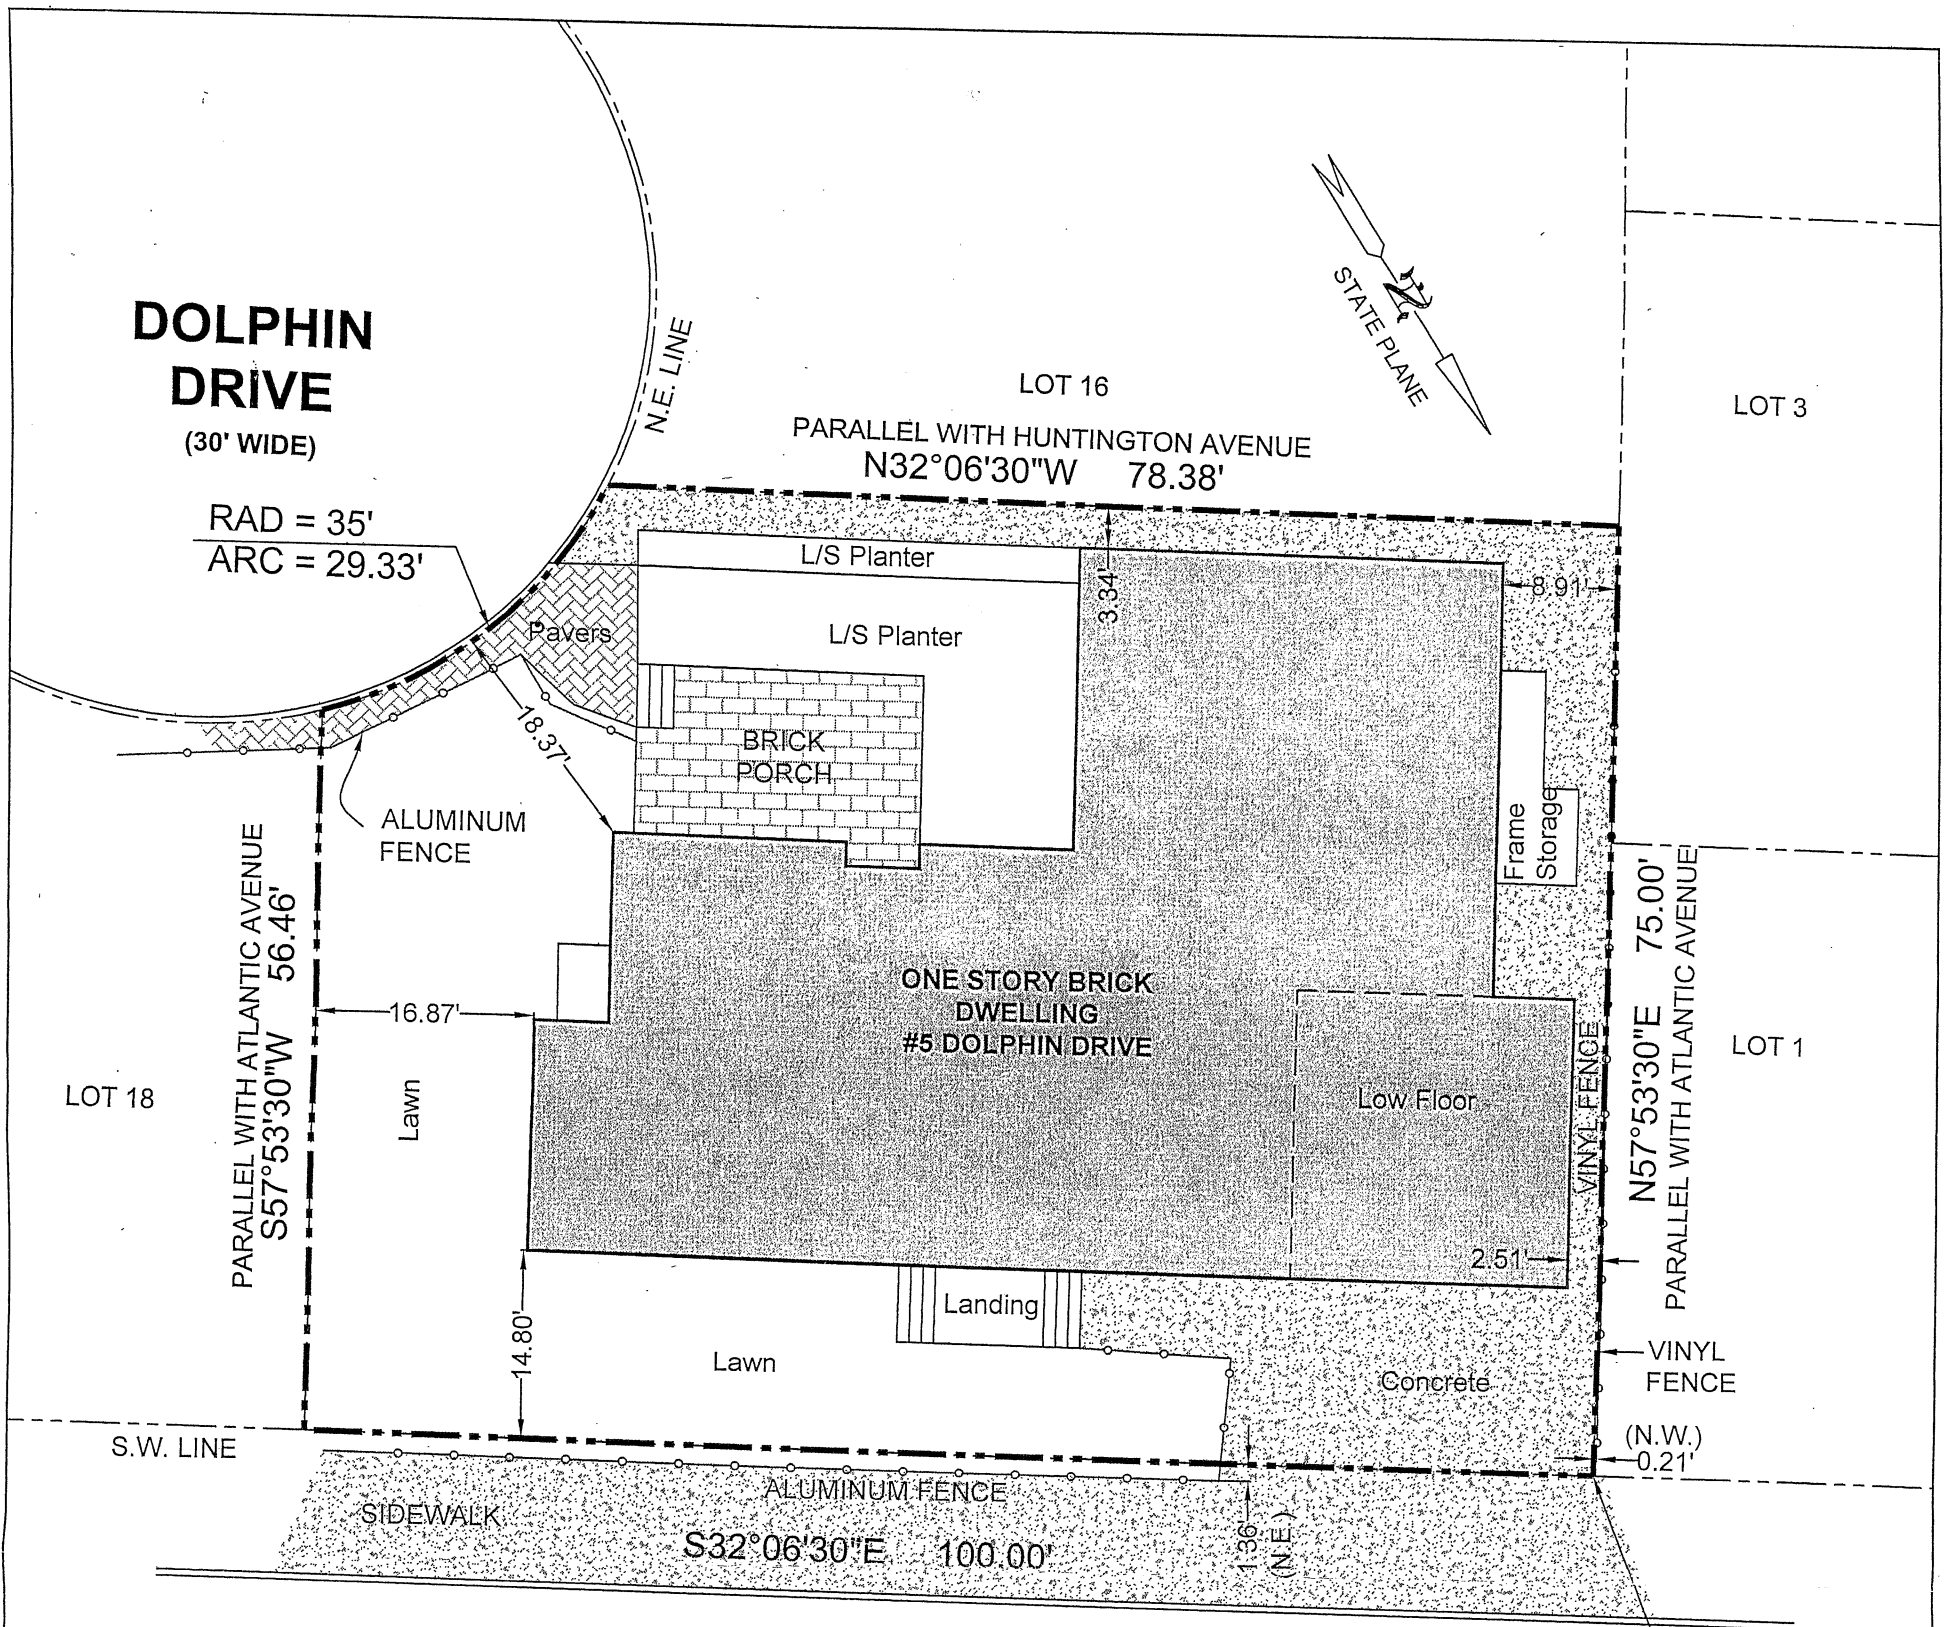 DOLPHIN
DRIVE
(30' WIDE)
N.E. LINE
N
STATE PLANE
LOT 16
LOT 3
PARALLEL WITH HUNTINGTON AVENUE
N32°06'30"W 78.38'
RAD = 35'
ARC = 29.33'
L/S Planter
3.34'
8.91'
Pavers
L/S Planter
18.37'
BRICK
PORCH
ALUMINUM
FENCE
Frame
Storage
PARALLEL WITH ATLANTIC AVENUE
S57°53'30"W 56.46'
16.87'
ONE STORY BRICK
DWELLING
#5 DOLPHIN DRIVE
VINYL FENCE
N57°53'30"E 75.00'
PARALLEL WITH ATLANTIC AVENUE
LOT 1
LOT 18
Lawn
Low Floor
2.51'
14.80'
Landing
Lawn
Concrete
VINYL
FENCE
(N.W.)
0.21'
S.W. LINE
ALUMINUM FENCE
SIDEWALK
S32°06'30"E 100.00'
1.36'
(N.E.)